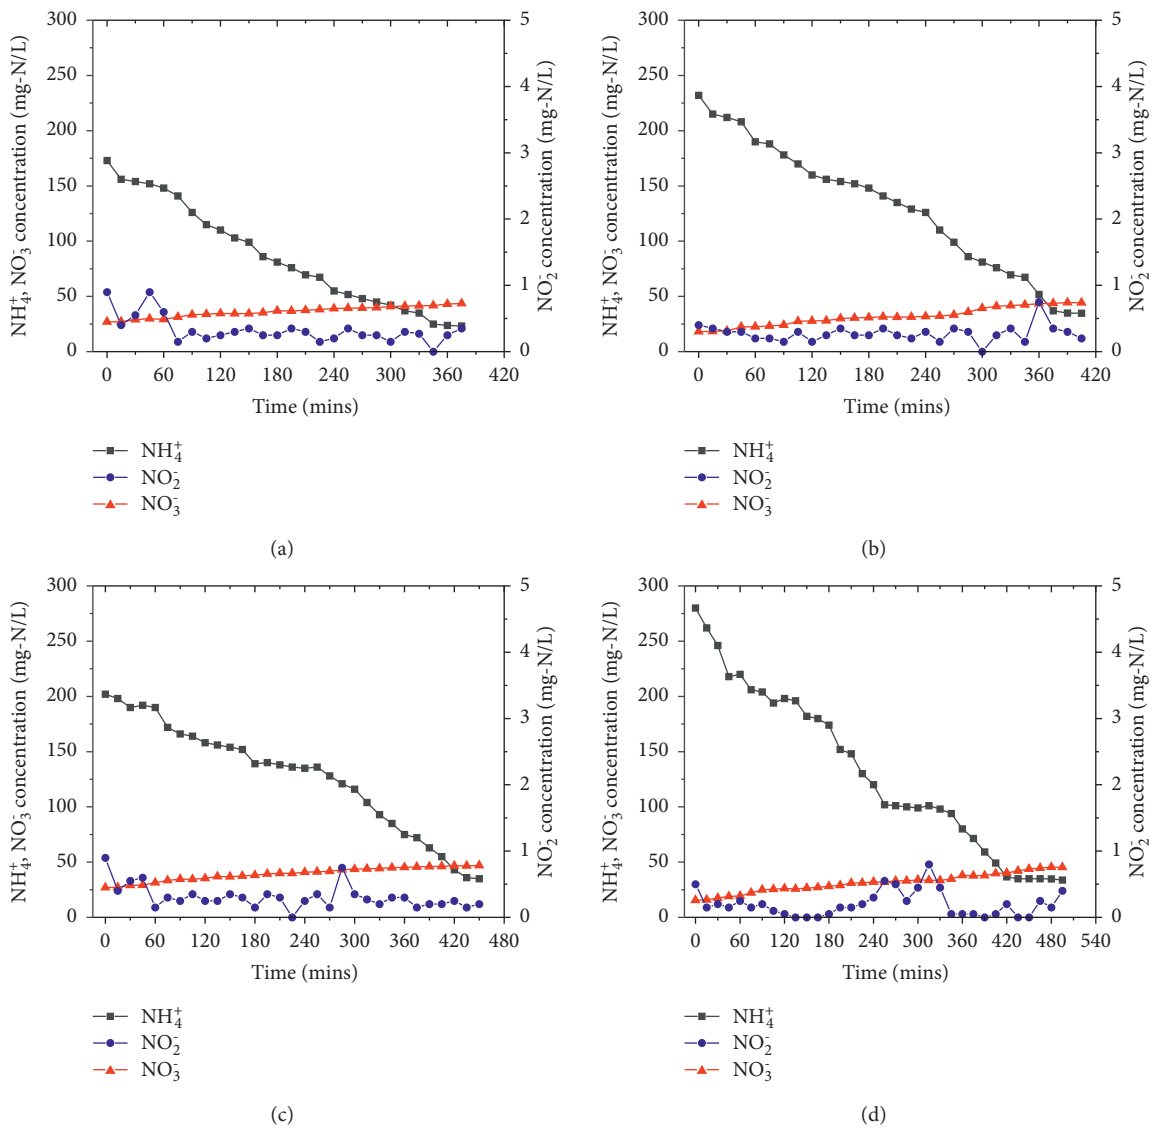 300
250
200
150
100
50
0
NH₄⁺, NO₃⁻ concentration (mg-N/L)
5
4
3
2
1
0
NO₂⁻ concentration (mg-N/L)
0 60 120 180 240 300 360 420
Time (mins)
NH₄⁺
NO₂⁻
NO₃⁻
(a)
300
250
200
150
100
50
0
NH₄⁺, NO₃⁻ concentration (mg-N/L)
5
4
3
2
1
0
NO₂⁻ concentration (mg-N/L)
0 60 120 180 240 300 360 420
Time (mins)
NH₄⁺
NO₂⁻
NO₃⁻
(b)
300
250
200
150
100
50
0
NH₄⁺, NO₃⁻ concentration (mg-N/L)
5
4
3
2
1
0
NO₂⁻ concentration (mg-N/L)
0 60 120 180 240 300 360 420 480
Time (mins)
NH₄⁺
NO₂⁻
NO₃⁻
(c)
300
250
200
150
100
50
0
NH₄⁺, NO₃⁻ concentration (mg-N/L)
5
4
3
2
1
0
NO₂⁻ concentration (mg-N/L)
0 60 120 180 240 300 360 420 480 540
Time (mins)
NH₄⁺
NO₂⁻
NO₃⁻
(d)